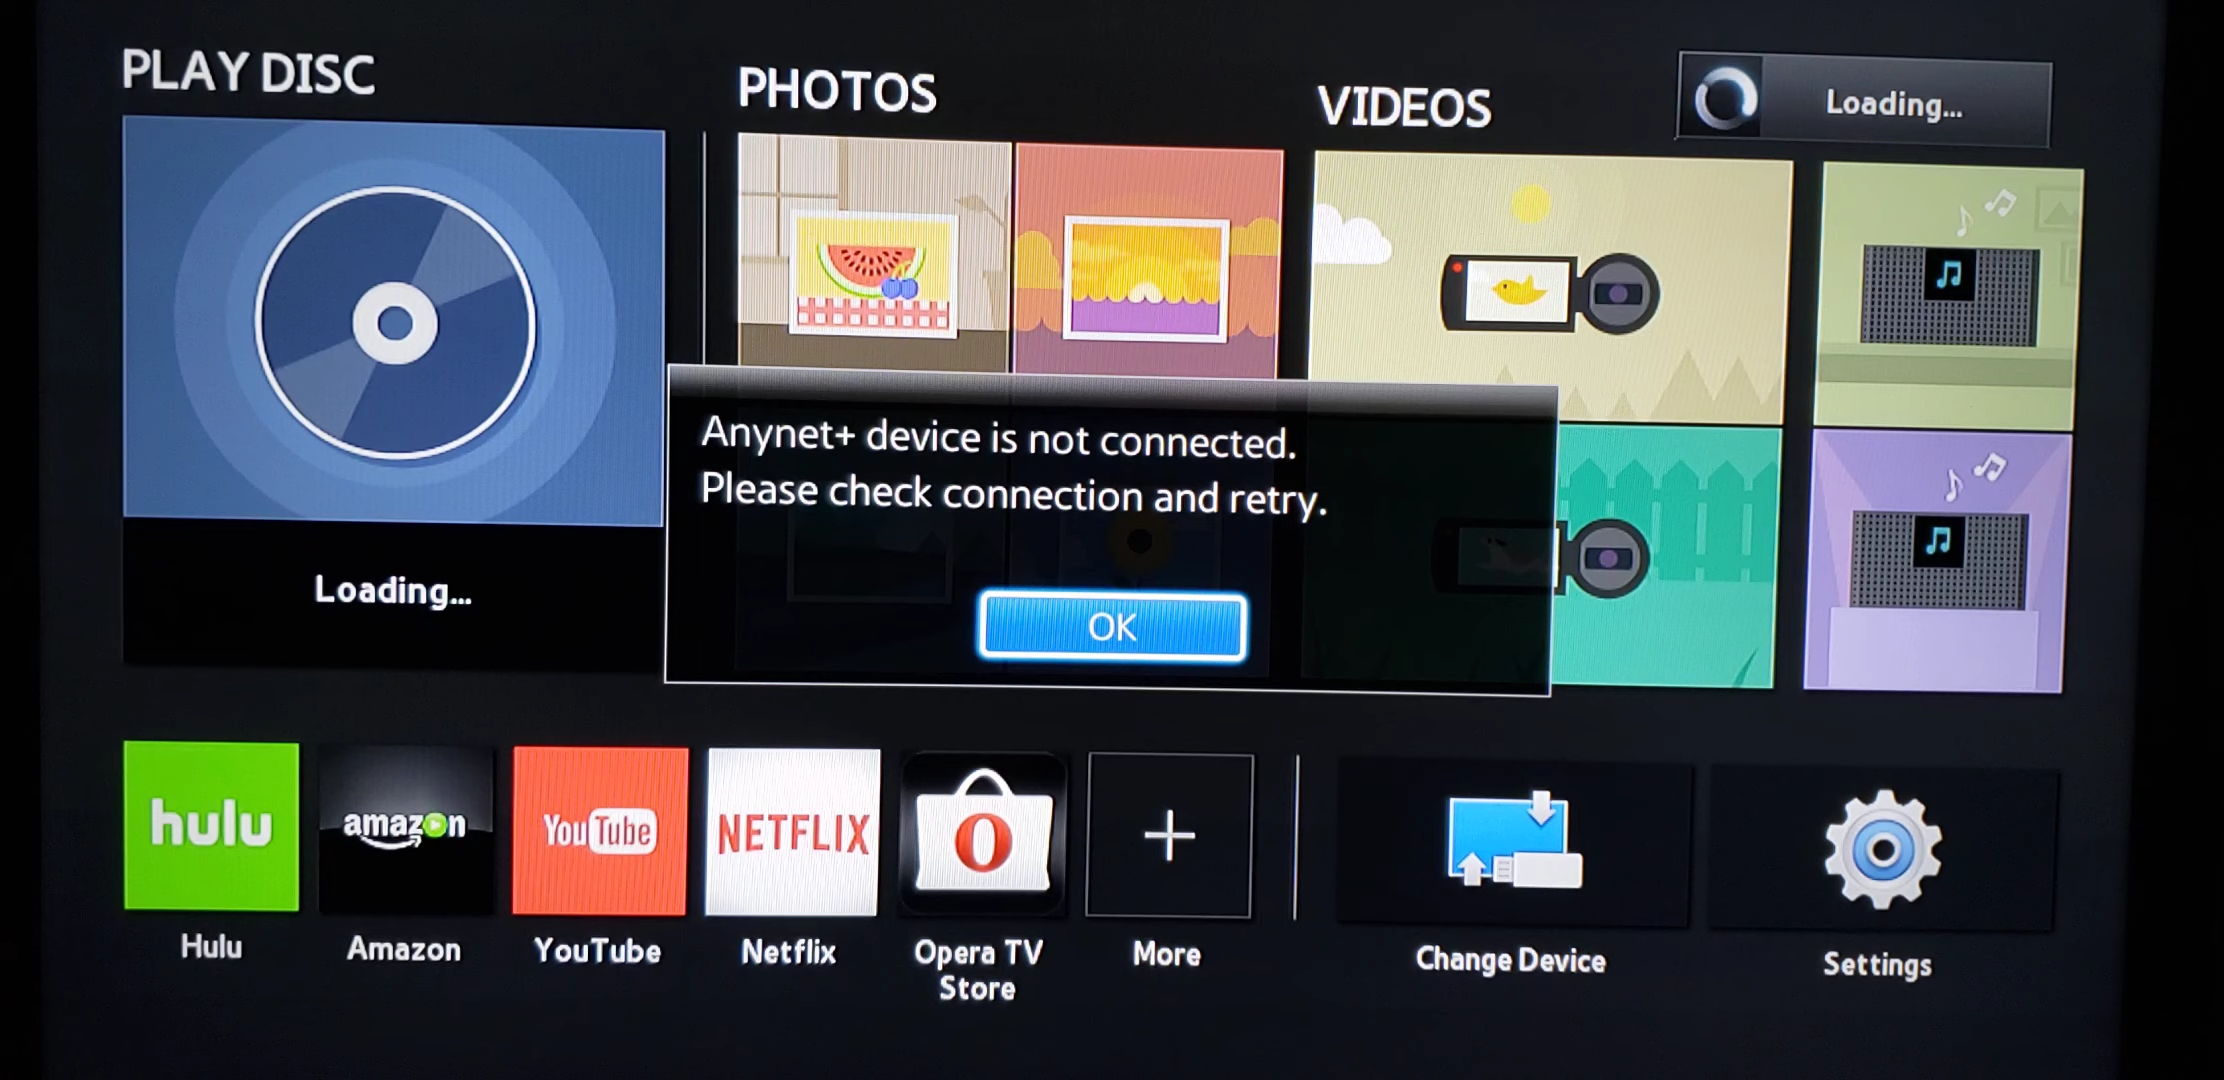 PLAY DISC
PHOTOS
VIDEOS
Loading...
Anynet+ device is not connected.
Please check connection and retry.
OK
Loading...
hulu
amazon
YouTube
NETFLIX
Hulu
Amazon
YouTube
Netflix
Opera TV
Store
More
Change Device
Settings